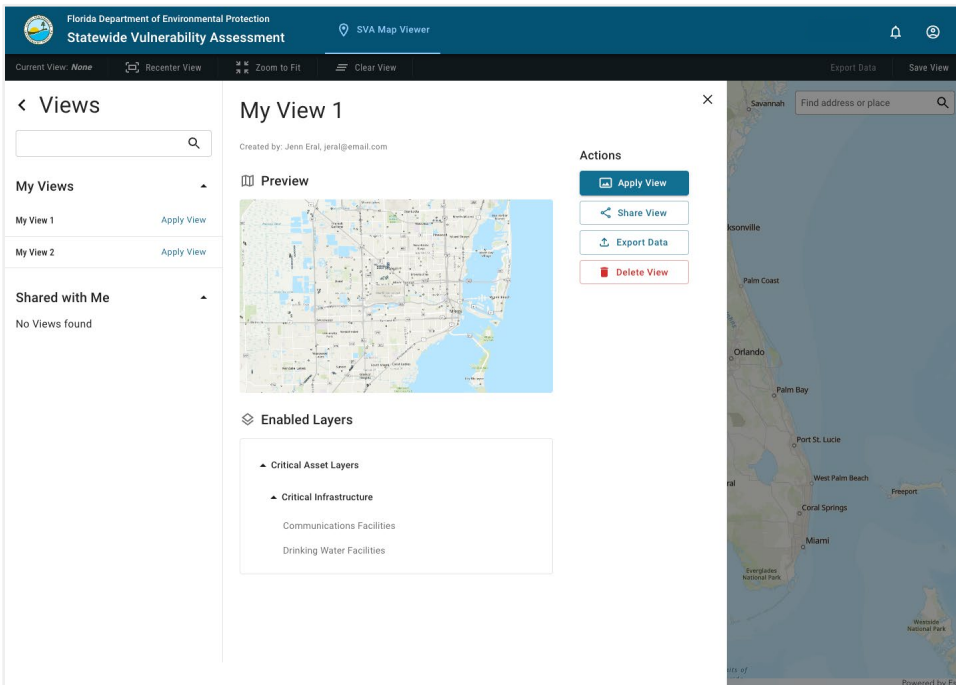 Florida Department of Environmental Protection
Statewide Vulnerability Assessment
SVA Map Viewer
Current View: None
Recenter View
Zoom to Fit
Clear View
Export Data
Save View
Views
My Views
My View 1
Apply View
My View 2
Apply View
Shared with Me
No Views found
My View 1
Created by: Jenn Eral, jeral@email.com
Preview
Enabled Layers
Critical Asset Layers
Critical Infrastructure
Communications Facilities
Drinking Water Facilities
Actions
Apply View
Share View
Export Data
Delete View
Find address or place
Savannah
Palm Coast
Orlando
Palm Bay
Port St. Lucie
West Palm Beach
Freeport
Coral Springs
Miami
Everglades
National Park
Westside
National Park